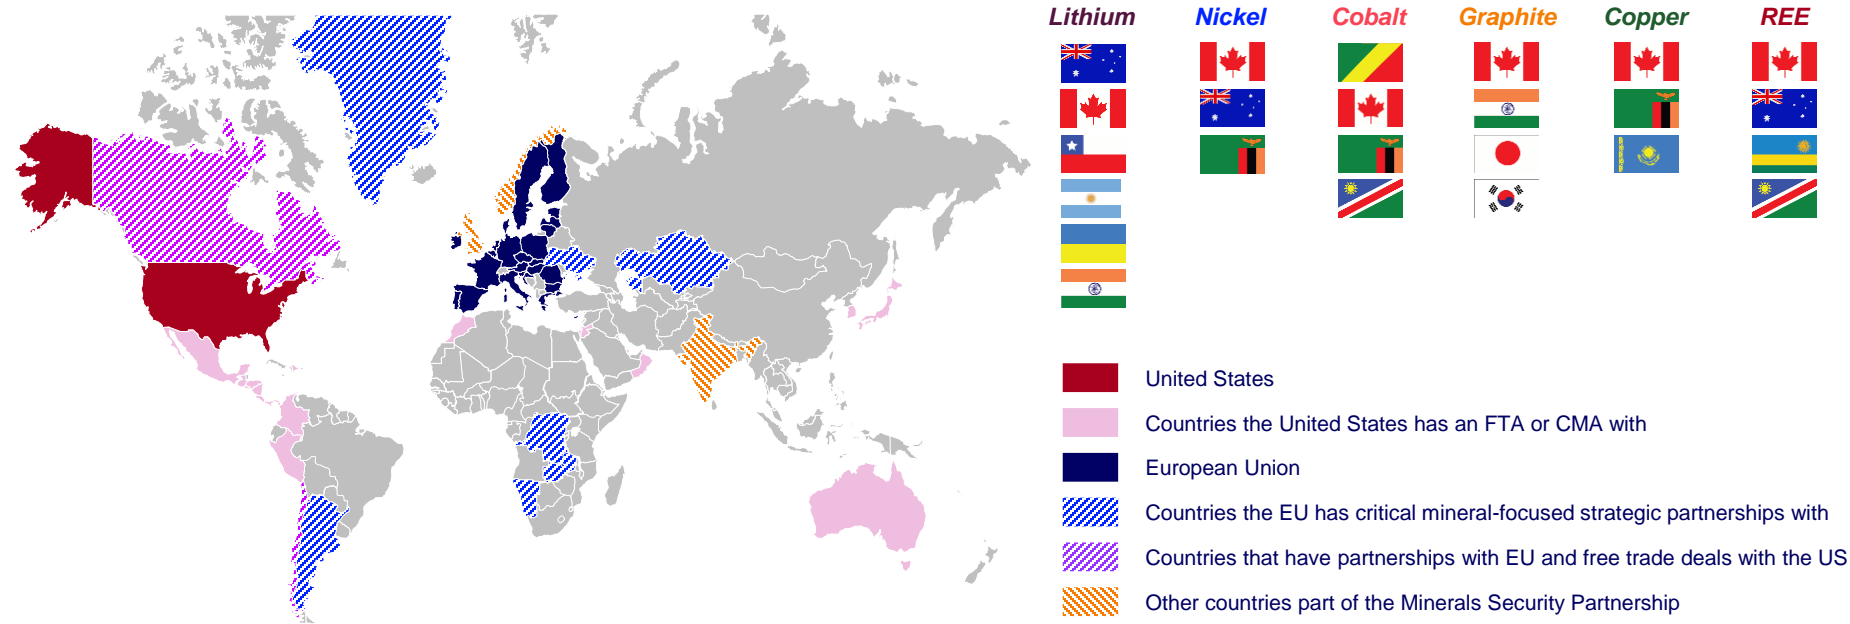 Lithium Nickel Cobalt Graphite Copper REE
United States
Countries the United States has an FTA or CMA with
European Union
Countries the EU has critical mineral-focused strategic partnerships with
Countries that have partnerships with EU and free trade deals with the US
Other countries part of the Minerals Security Partnership